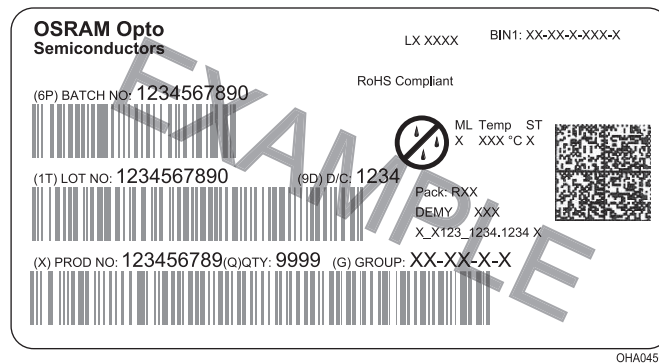 OSRAM Opto
Semiconductors
LX XXXX
BIN1: XX-XX-X-XXX-X
RoHS Compliant
(6P) BATCH NO: 1234567890
ML Temp ST
X XXX °C X
(1T) LOT NO: 1234567890 (9D) D/C: 1234
Pack: RXX
DEMY XXX
X_X123_1234.1234 X
(X) PROD NO: 123456789(Q)QTY: 9999 (G) GROUP: XX-XX-X-X
EXAMPLE
OHA045